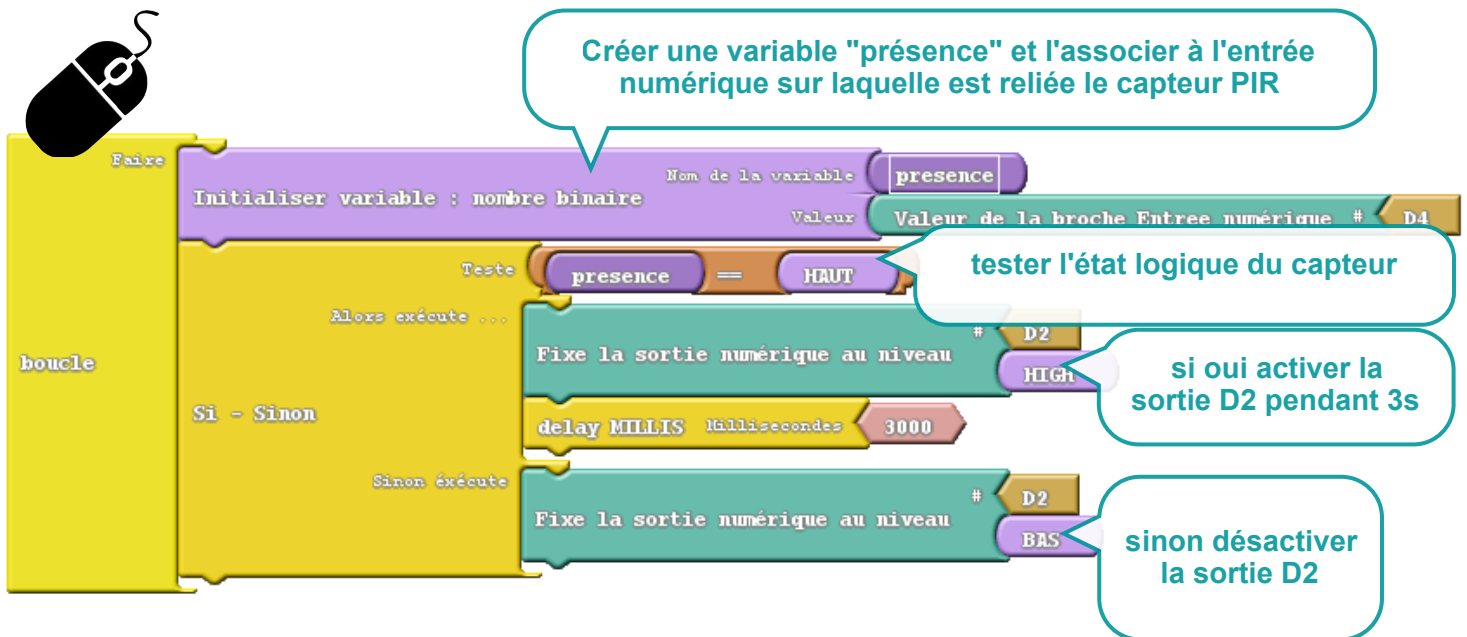 Créer une variable "présence" et l'associer à l'entrée
numérique sur laquelle est reliée le capteur PIR
Faire
Nom de la variable presence
Initialiser variable : nombre binaire
Valeur Valeur de la broche Entree numérique # D4
Teste presence == HAUT
tester l'état logique du capteur
Alors exécute ...
# D2
Fixe la sortie numérique au niveau
HIGH
si oui activer la
sortie D2 pendant 3s
boucle
Si - Sinon
delay MILLIS Millisecondes 3000
Sinon éxécute
# D2
Fixe la sortie numérique au niveau
BAS
sinon désactiver
la sortie D2